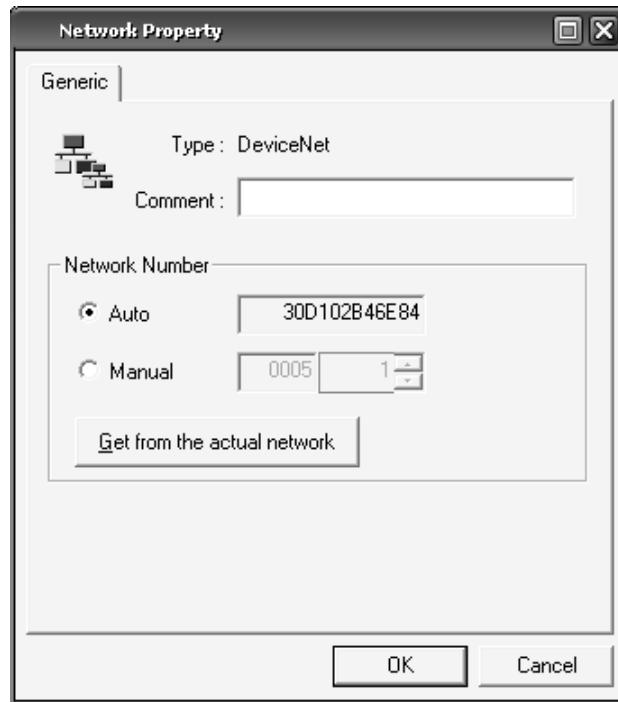 Network Property
Generic
Type : DeviceNet
Comment :
Network Number
Auto 30D102B46E84
Manual 0005 1
Get from the actual network
OK Cancel